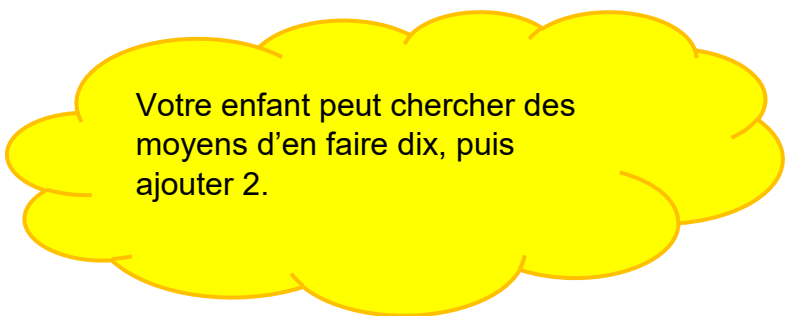 Votre enfant peut chercher des
moyens d’en faire dix, puis
ajouter 2.